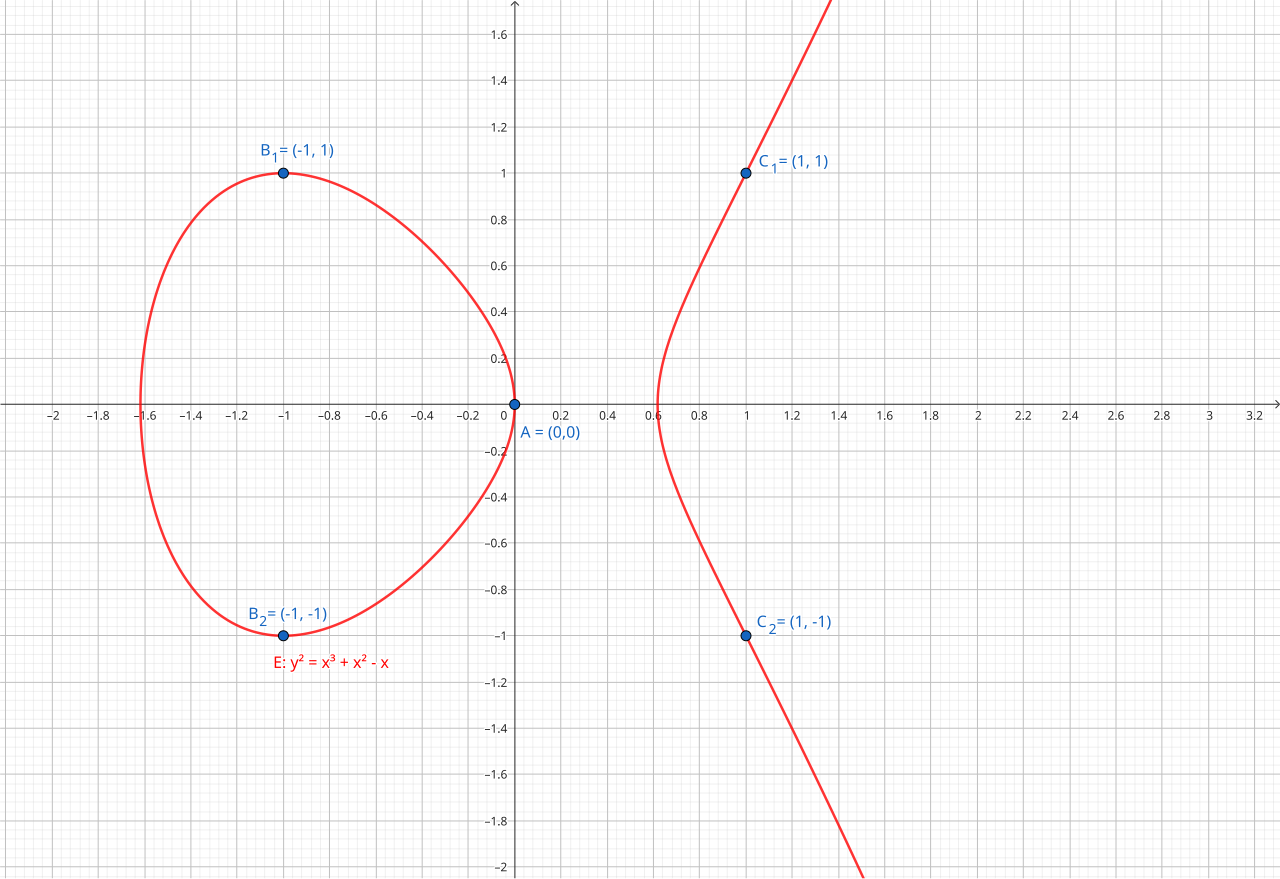 1.6
1.4
1.2
B₁= (-1, 1)
C₁= (1, 1)
1
0.8
0.6
0.4
0.2
–2 –1.8 –1.6 –1.4 –1.2 –1 –0.8 –0.6 –0.4 –0.2 0 0.2 0.4 0.6 0.8 1 1.2 1.4 1.6 1.8 2 2.2 2.4 2.6 2.8 3 3.2
A = (0,0)
–0.2
–0.4
–0.6
–0.8
B₂= (-1, -1)
C₂= (1, -1)
–1
E: y² = x³ + x² - x
–1.2
–1.4
–1.6
–1.8
–2